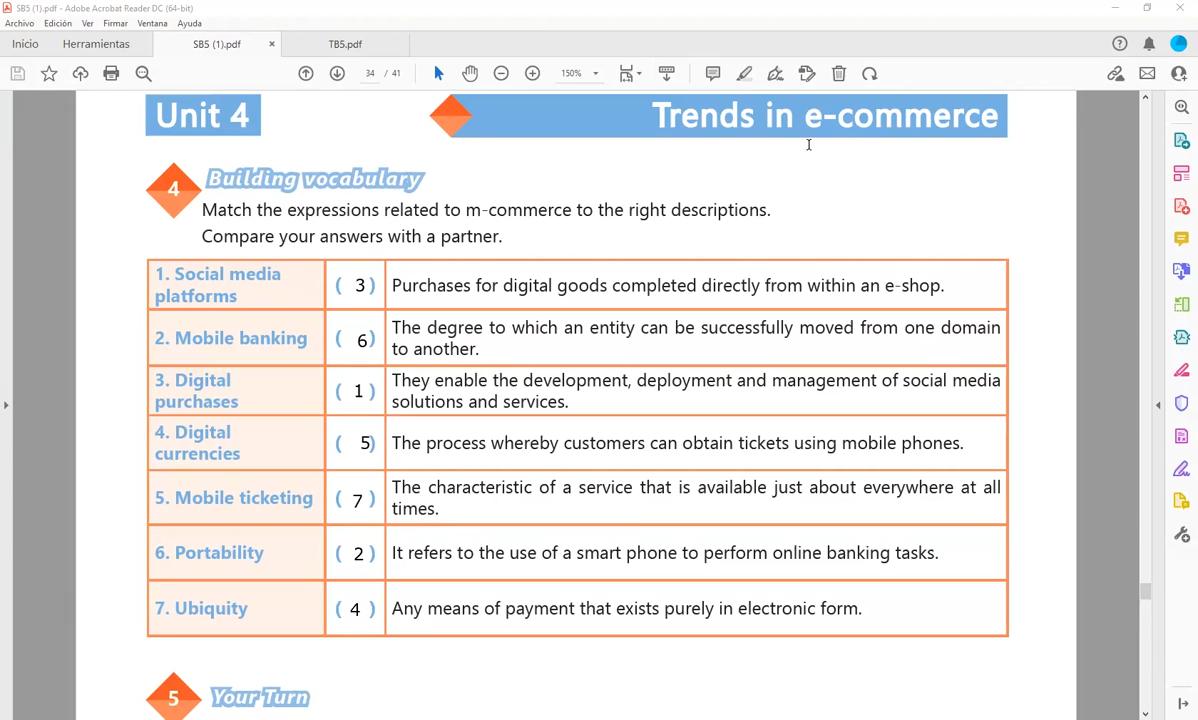 SB5 (1).pdf - Adobe Acrobat Reader DC (64-bit)
Archivo Edición Ver Firmar Ventana Ayuda
Inicio Herramientas SB5 (1).pdf × TB5.pdf
34 / 41 150%
Unit 4 Trends in e-commerce
4 Building vocabulary
Match the expressions related to m-commerce to the right descriptions.
Compare your answers with a partner.
1. Social media
platforms
( 3 ) Purchases for digital goods completed directly from within an e-shop.
2. Mobile banking
( 6 ) The degree to which an entity can be successfully moved from one domain
to another.
3. Digital
purchases
( 1 ) They enable the development, deployment and management of social media
solutions and services.
4. Digital
currencies
( 5) The process whereby customers can obtain tickets using mobile phones.
5. Mobile ticketing
( 7 ) The characteristic of a service that is available just about everywhere at all
times.
6. Portability
( 2 ) It refers to the use of a smart phone to perform online banking tasks.
7. Ubiquity
( 4 ) Any means of payment that exists purely in electronic form.
5 Your Turn